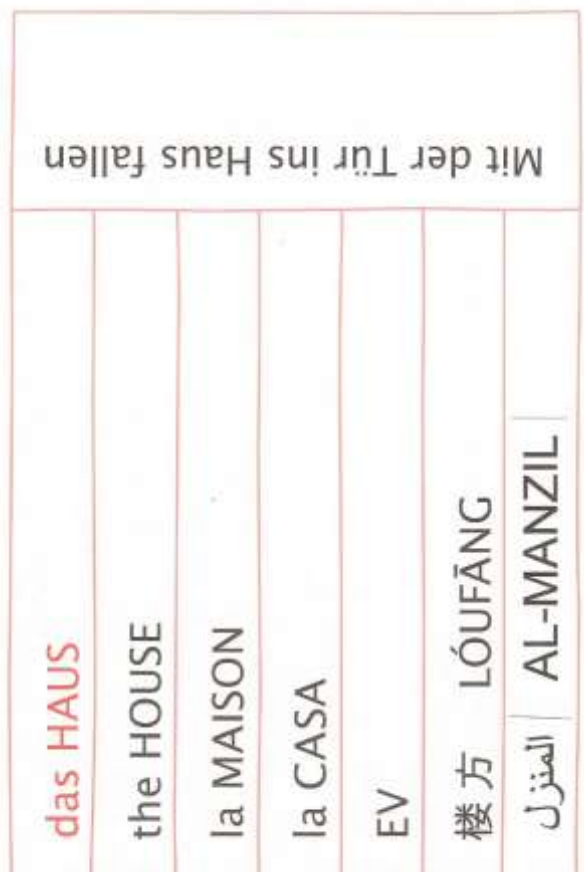 das HAUS
the HOUSE
la MAISON
la CASA
EV
楼方 LÓUFĀNG
المنزل AL-MANZIL
Mit der Tür ins Haus fallen